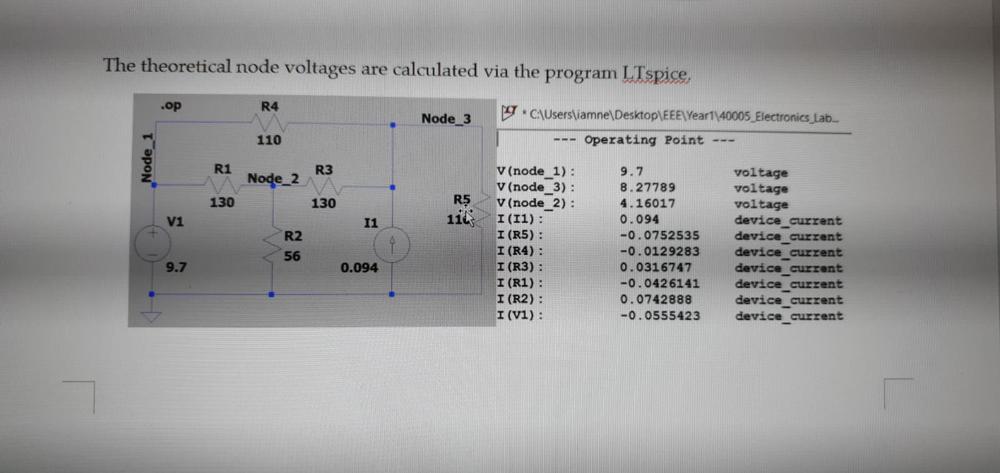 The theoretical node voltages are calculated via the program LTspice.
.op
R4
110
Node_3
Node_1
R1
130
Node_2
R3
130
V1
9.7
R2
56
I1
0.094
R5
* C:\Users\iamne\Desktop\EEE\Year1\40005_Electronics_Lab...
--- Operating Point ---
V(node_1): 9.7 voltage
V(node_3): 8.27789 voltage
V(node_2): 4.16017 voltage
I(I1): 0.094 device_current
I(R5): -0.0752535 device_current
I(R4): -0.0129283 device_current
I(R3): 0.0316747 device_current
I(R1): -0.0426141 device_current
I(R2): 0.0742888 device_current
I(V1): -0.0555423 device_current